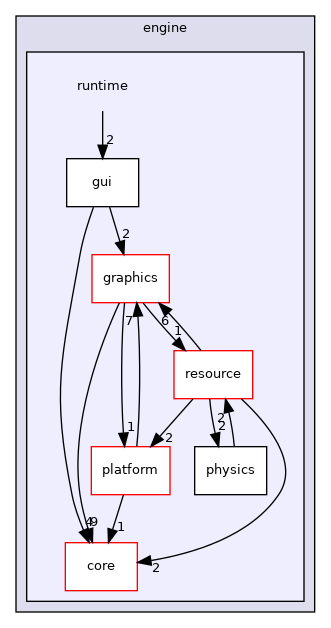 engine
runtime
2
gui
2
graphics
7
6
1
resource
2
2
1
2
platform
physics
4
9
1
core
2